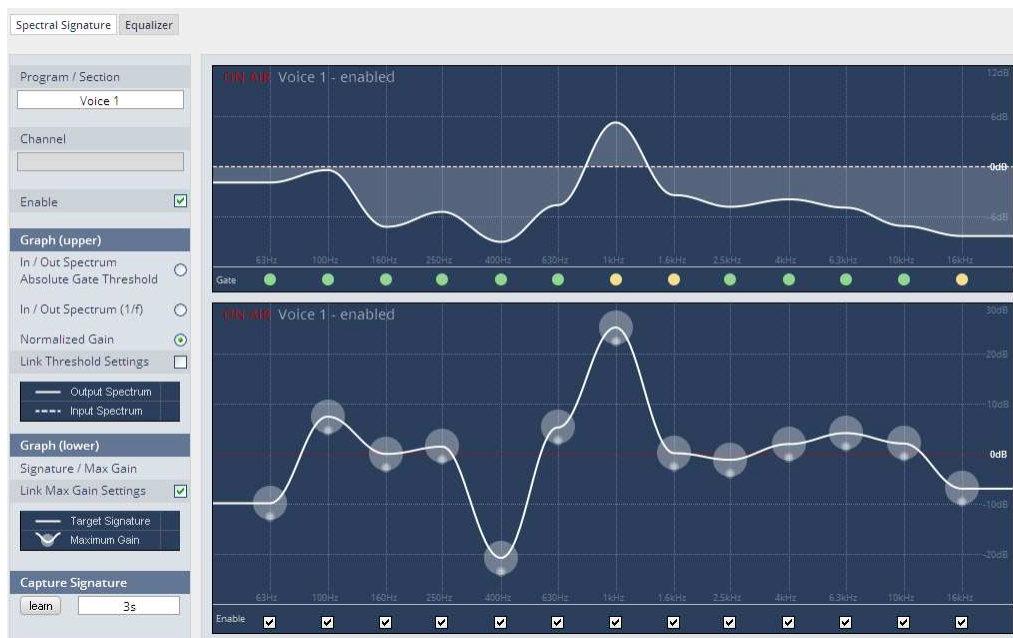 Spectral Signature Equalizer
Program / Section
Voice 1
Channel
Enable
Graph (upper)
In / Out Spectrum
Absolute Gate Threshold
In / Out Spectrum (1/f)
Normalized Gain
Link Threshold Settings
Output Spectrum
Input Spectrum
Graph (lower)
Signature / Max Gain
Link Max Gain Settings
Target Signature
Maximum Gain
Capture Signature
learn 3s
ON AIR Voice 1 - enabled
12dB
6dB
0dB
-6dB
63Hz 100Hz 160Hz 250Hz 400Hz 630Hz 1kHz 1.6kHz 2.5kHz 4kHz 6.3kHz 10kHz 16kHz
Gate
ON AIR Voice 1 - enabled
30dB
20dB
10dB
0dB
-10dB
-20dB
63Hz 100Hz 160Hz 250Hz 400Hz 630Hz 1kHz 1.6kHz 2.5kHz 4kHz 6.3kHz 10kHz 16kHz
Enable